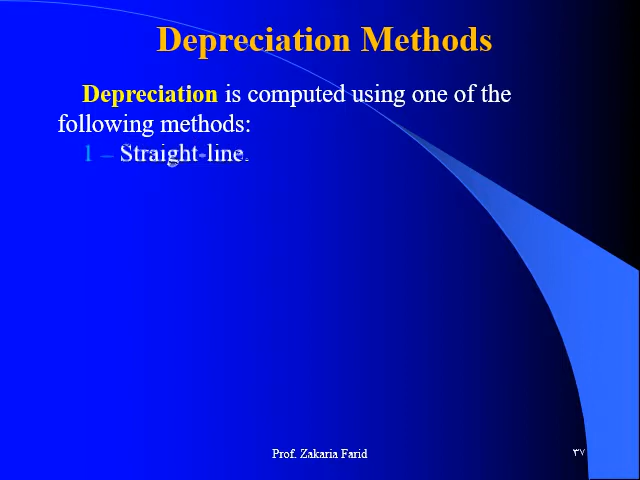 Depreciation Methods
Depreciation is computed using one of the
following methods:
1 – Straight-line.
Prof. Zakaria Farid
٣٧